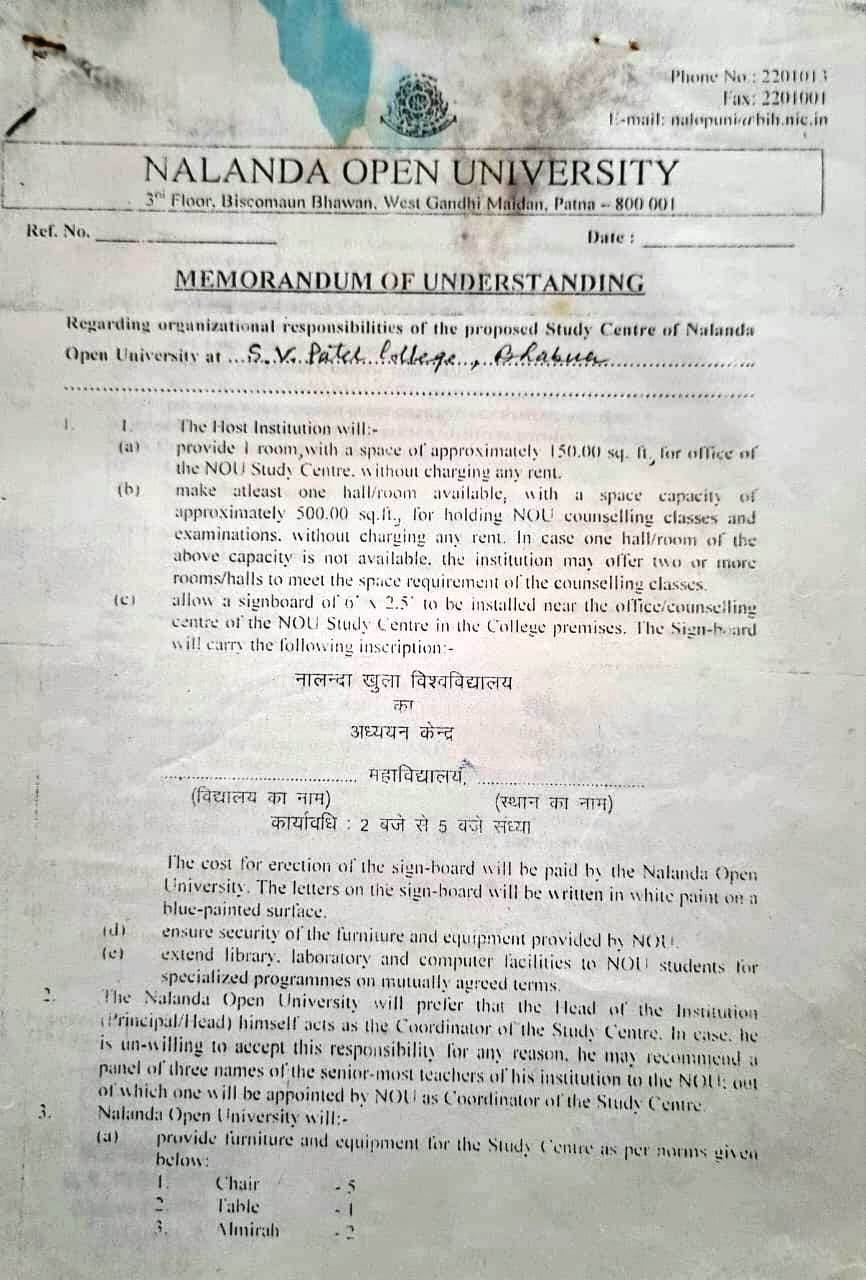 Phone No.: 2201013
Fax: 2201001
E-mail: nalopuni@bih.nic.in
NALANDA OPEN UNIVERSITY
3rd Floor, Biscomaun Bhawan, West Gandhi Maidan, Patna – 800 001
Ref. No.
Date :
MEMORANDUM OF UNDERSTANDING
Regarding organizational responsibilities of the proposed Study Centre of Nalanda
Open University at ...S.V. Patel College, Bhabua...
1. 1. The Host Institution will:-
(a) provide 1 room, with a space of approximately 150.00 sq. ft, for office of
the NOU Study Centre, without charging any rent.
(b) make atleast one hall/room available, with a space capacity of
approximately 500.00 sq.ft., for holding NOU counselling classes and
examinations, without charging any rent. In case one hall/room of the
above capacity is not available, the institution may offer two or more
rooms/halls to meet the space requirement of the counselling classes.
(c) allow a signboard of 6' x 2.5' to be installed near the office/counselling
centre of the NOU Study Centre in the College premises. The Sign-board
will carry the following inscription:-
नालन्दा खुला विश्वविद्यालय
का
अध्ययन केन्द्र
................................ महाविद्यालय, ................................
(विद्यालय का नाम) (स्थान का नाम)
कार्यावधि : 2 बजे से 5 बजे संध्या
The cost for erection of the sign-board will be paid by the Nalanda Open
University. The letters on the sign-board will be written in white paint on a
blue-painted surface.
(d) ensure security of the furniture and equipment provided by NOU.
(e) extend library, laboratory and computer facilities to NOU students for
specialized programmes on mutually agreed terms.
2. The Nalanda Open University will prefer that the Head of the Institution
(Principal/Head) himself acts as the Coordinator of the Study Centre. In case, he
is un-willing to accept this responsibility for any reason, he may recommend a
panel of three names of the senior-most teachers of his institution to the NOU; out
of which one will be appointed by NOU as Coordinator of the Study Centre.
3. Nalanda Open University will:-
(a) provide furniture and equipment for the Study Centre as per norms given
below:
1. Chair - 5
2. Table - 1
3. Almirah - 2